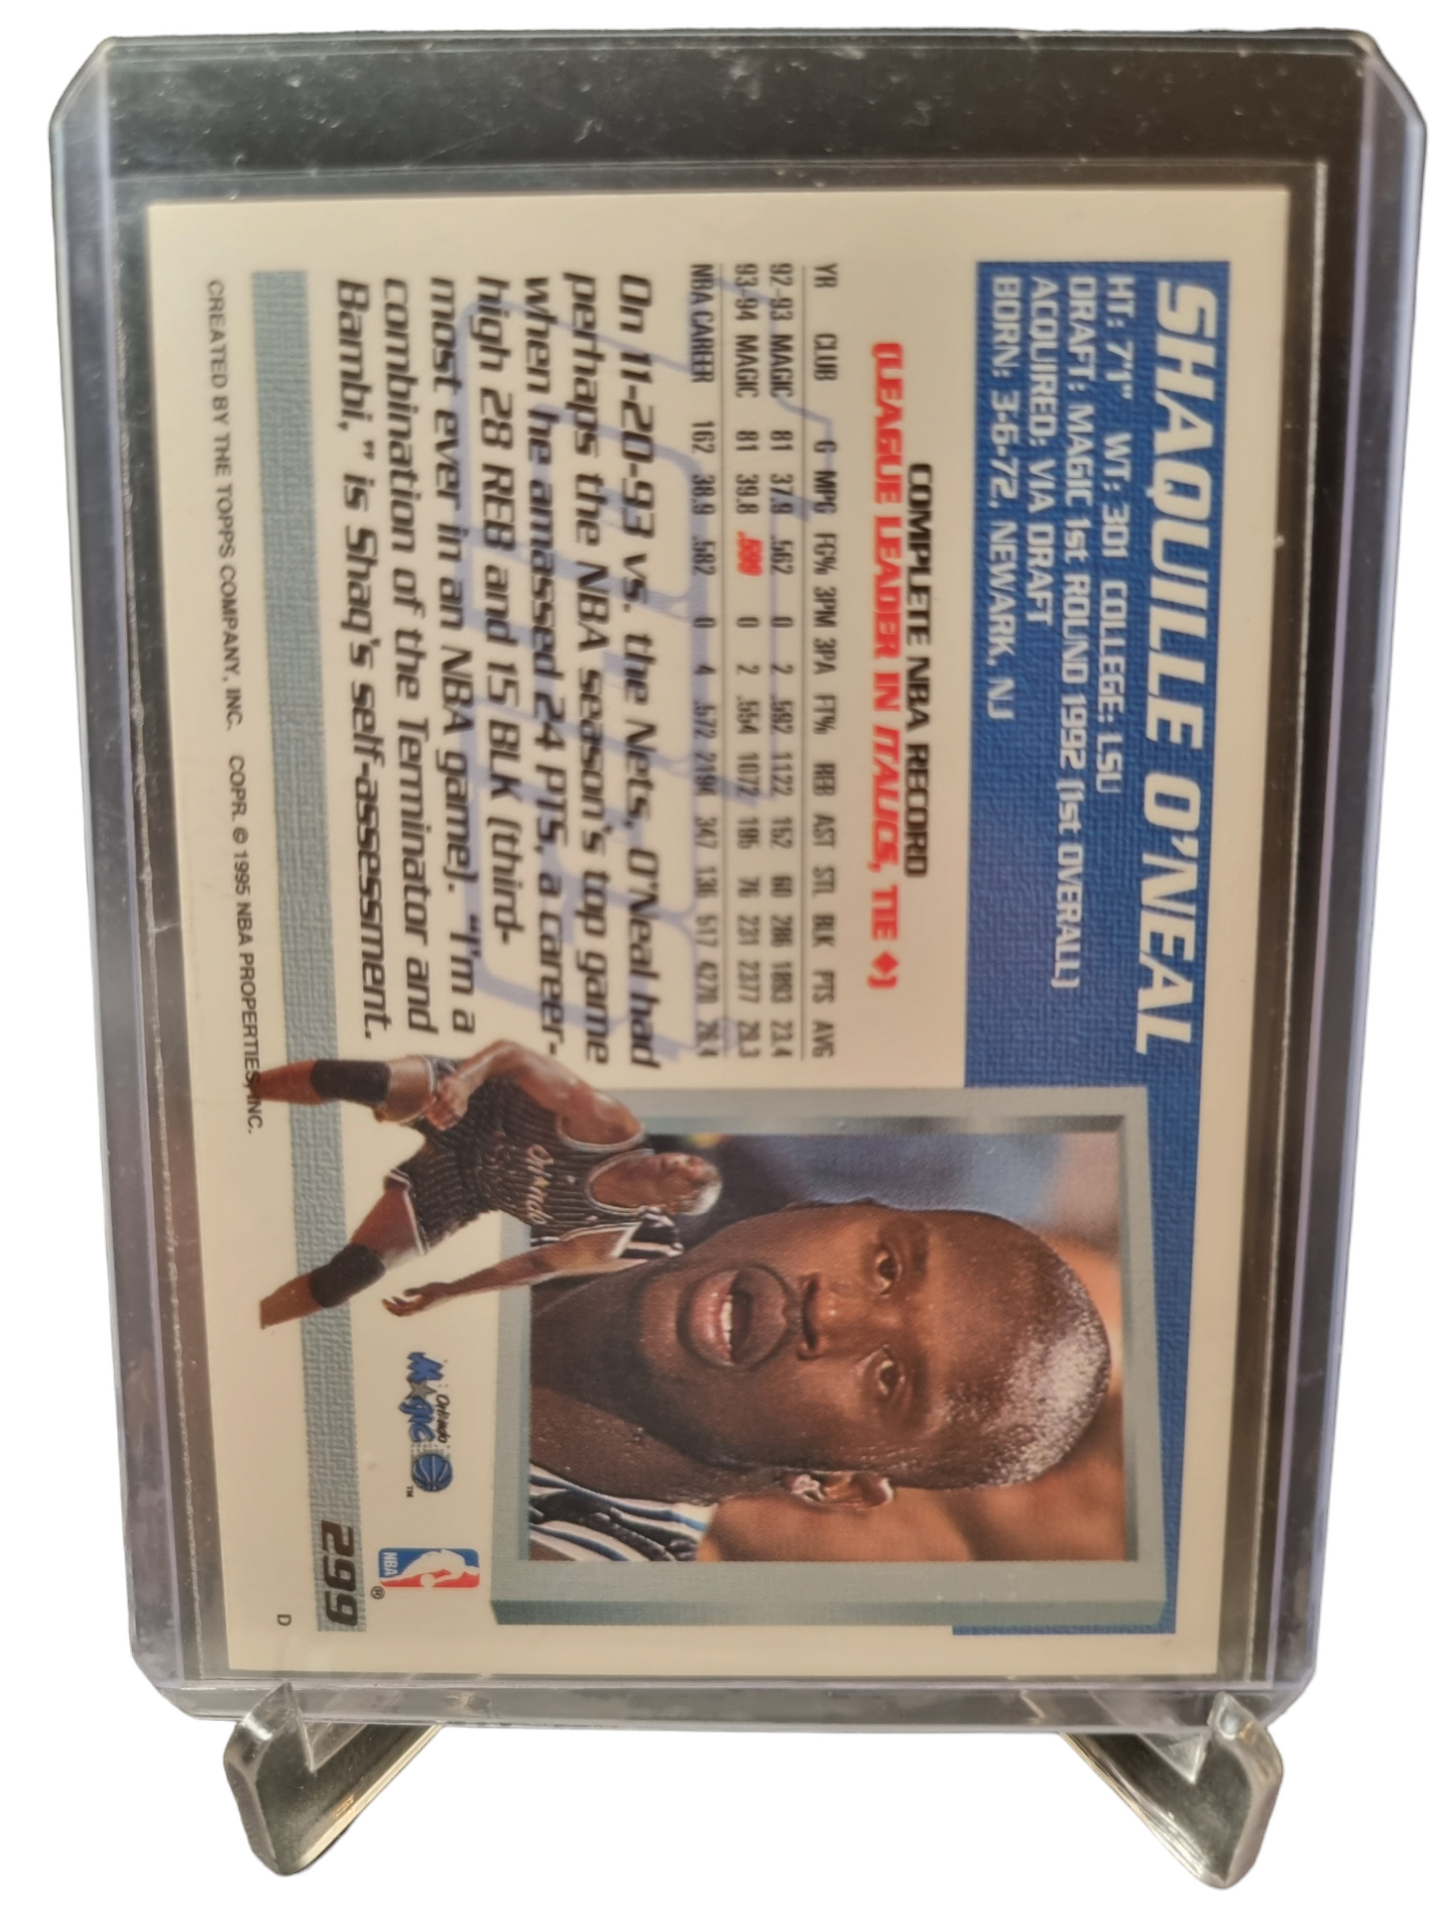 SHAQUILLE O'NEAL
HT: 7'1" WT: 301 COLLEGE: LSU
DRAFT: MAGIC 1st ROUND 1992 (1st OVERALL)
ACQUIRED: VIA DRAFT
BORN: 3-6-72, NEWARK, NJ
COMPLETE NBA RECORD
(LEAGUE LEADER IN ITALICS, TIE ♦)
YR CLUB G MPG FG% 3PM 3PA FT% REB AST STL BLK PTS AVG
92-93 MAGIC 81 37.9 .562 0 2 .592 1122 152 60 286 1893 23.4
93-94 MAGIC 81 39.8 .599 0 2 .554 1072 195 76 231 2377 29.3
NBA CAREER 162 38.9 .582 0 4 .572 2194 347 136 517 4270 26.4
On 11-20-93 vs. the Nets, O'Neal had
perhaps the NBA season's top game
when he amassed 24 PTS, a career-
high 28 REB and 15 BLK (third-
most ever in an NBA game). "I'm a
combination of the Terminator and
Bambi," is Shaq's self-assessment.
Orlando
Orlando
Magic
TM
NBA
®
299
CREATED BY THE TOPPS COMPANY, INC. COPR. © 1995 NBA PROPERTIES, INC.
D